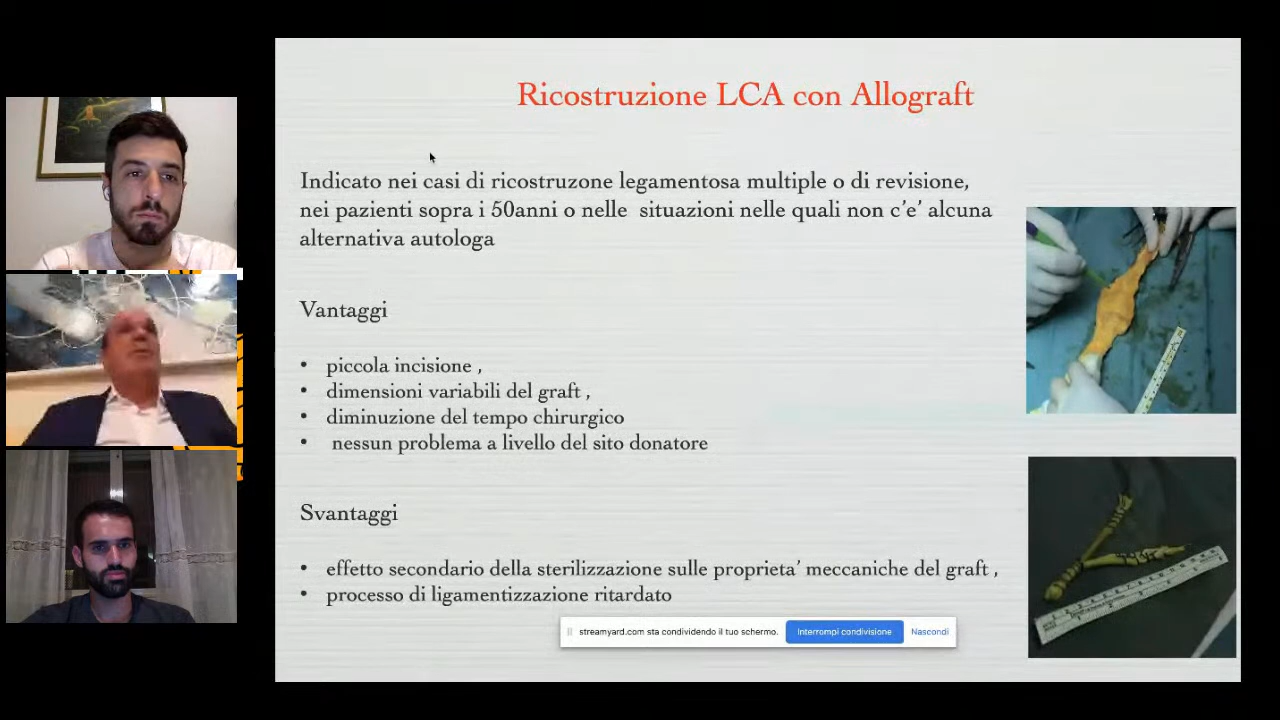 Ricostruzione LCA con Allograft
Indicato nei casi di ricostruzone legamentosa multiple o di revisione,
nei pazienti sopra i 50anni o nelle situazioni nelle quali non c'e' alcuna
alternativa autologa
Vantaggi
• piccola incisione ,
• dimensioni variabili del graft ,
• diminuzione del tempo chirurgico
• nessun problema a livello del sito donatore
Svantaggi
• effetto secondario della sterilizzazione sulle proprieta' meccaniche del graft ,
• processo di ligamentizzazione ritardato
streamyard.com sta condividendo il tuo schermo. Interrompi condivisione Nascondi